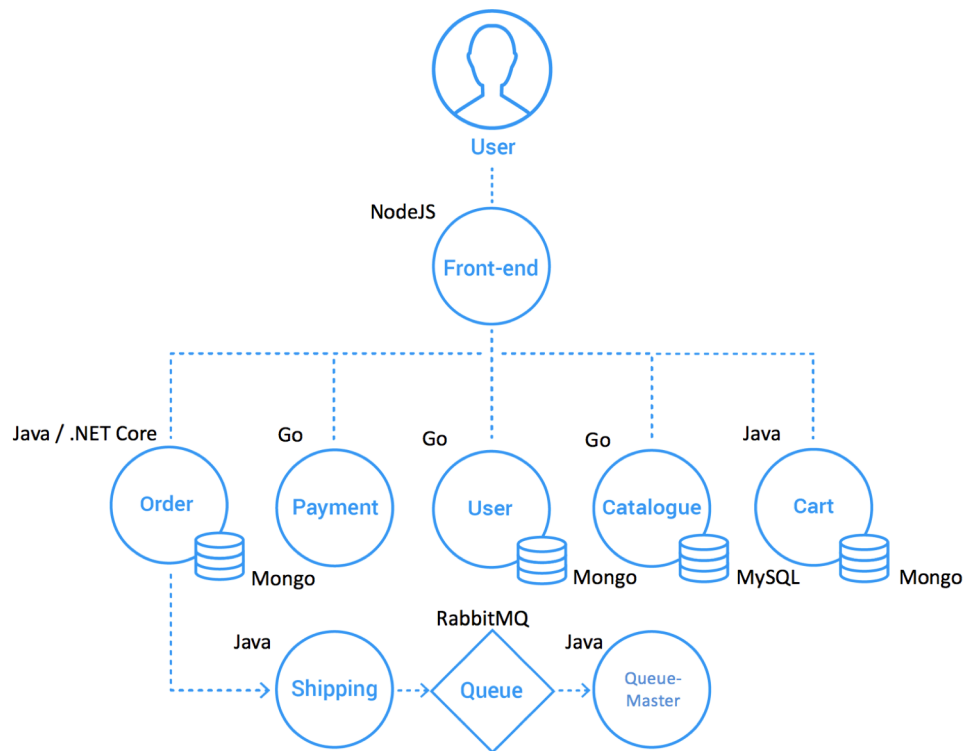 User
NodeJS
Front-end
Java / .NET Core
Go
Go
Go
Java
Order
Payment
User
Catalogue
Cart
Mongo
Mongo
MySQL
Mongo
RabbitMQ
Java
Java
Shipping
Queue
Queue-
Master